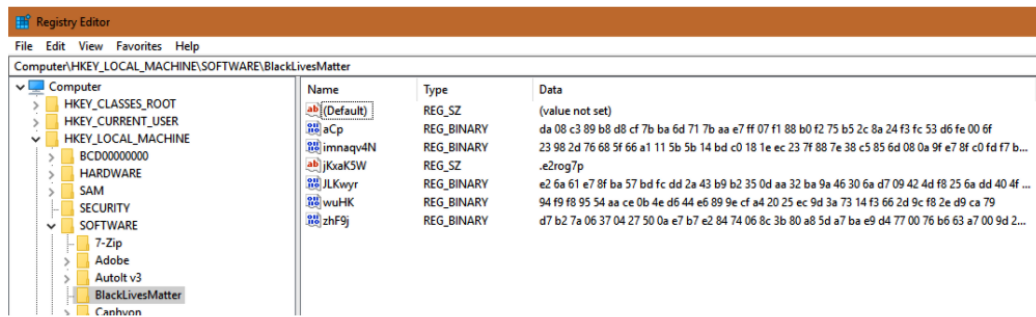 Registry Editor
File Edit View Favorites Help
Computer\HKEY_LOCAL_MACHINE\SOFTWARE\BlackLivesMatter
Computer
HKEY_CLASSES_ROOT
HKEY_CURRENT_USER
HKEY_LOCAL_MACHINE
BCD00000000
HARDWARE
SAM
SECURITY
SOFTWARE
7-Zip
Adobe
AutoIt v3
BlackLivesMatter
Caphyon
Name Type Data
(Default) REG_SZ (value not set)
aCp REG_BINARY da 08 c3 89 b8 d8 cf 7b ba 6d 71 7b aa e7 ff 07 f1 88 b0 f2 75 b5 2c 8a 24 f3 fc 53 d6 fe 00 6f
imnaqv4N REG_BINARY 23 98 2d 76 68 5f 66 a1 11 5b 5b 14 bd c0 18 1e ec 23 7f 88 7e 38 c5 85 6d 08 0a 9f e7 8f c0 fd f7 b...
jKxaK5W REG_SZ .e2rog7p
JLKwyr REG_BINARY e2 6a 61 e7 8f ba 57 bd fc dd 2a 43 b9 b2 35 0d aa 32 ba 9a 46 30 6a d7 09 42 4d f8 25 6a dd 40 4f ...
wuHK REG_BINARY 94 f9 f8 95 54 aa ce 0b 4e d6 44 e6 89 9e cf a4 20 25 ec 9d 3a 73 14 f3 66 2d 9c f8 2e d9 ca 79
zhF9j REG_BINARY d7 b2 7a 06 37 04 27 50 0a e7 b7 e2 84 74 06 8c 3b 80 a8 5d a7 ba e9 d4 77 00 76 b6 63 a7 00 9d 2...